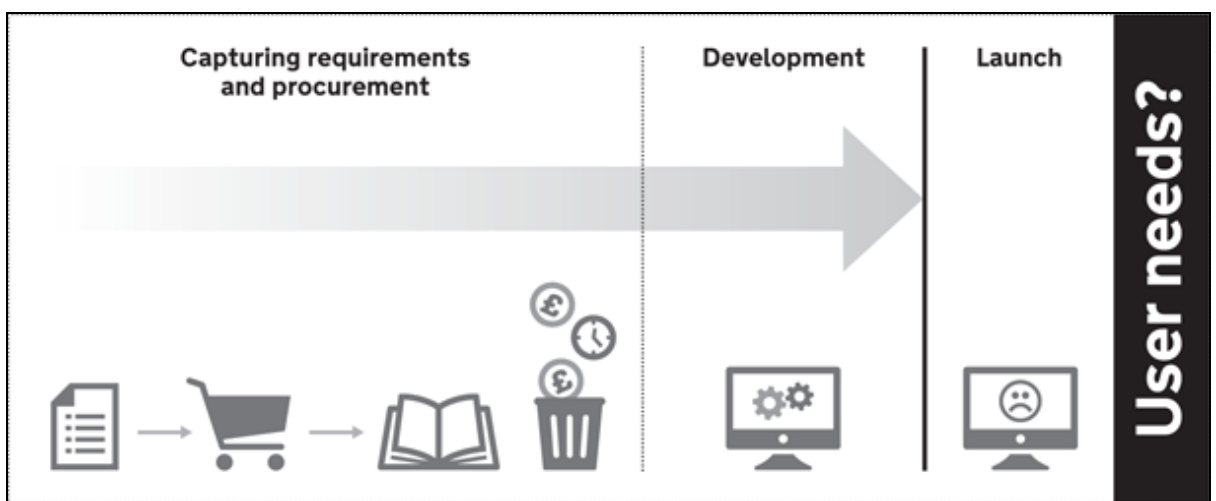 Capturing requirements
and procurement
Development
Launch
£
£
User needs?